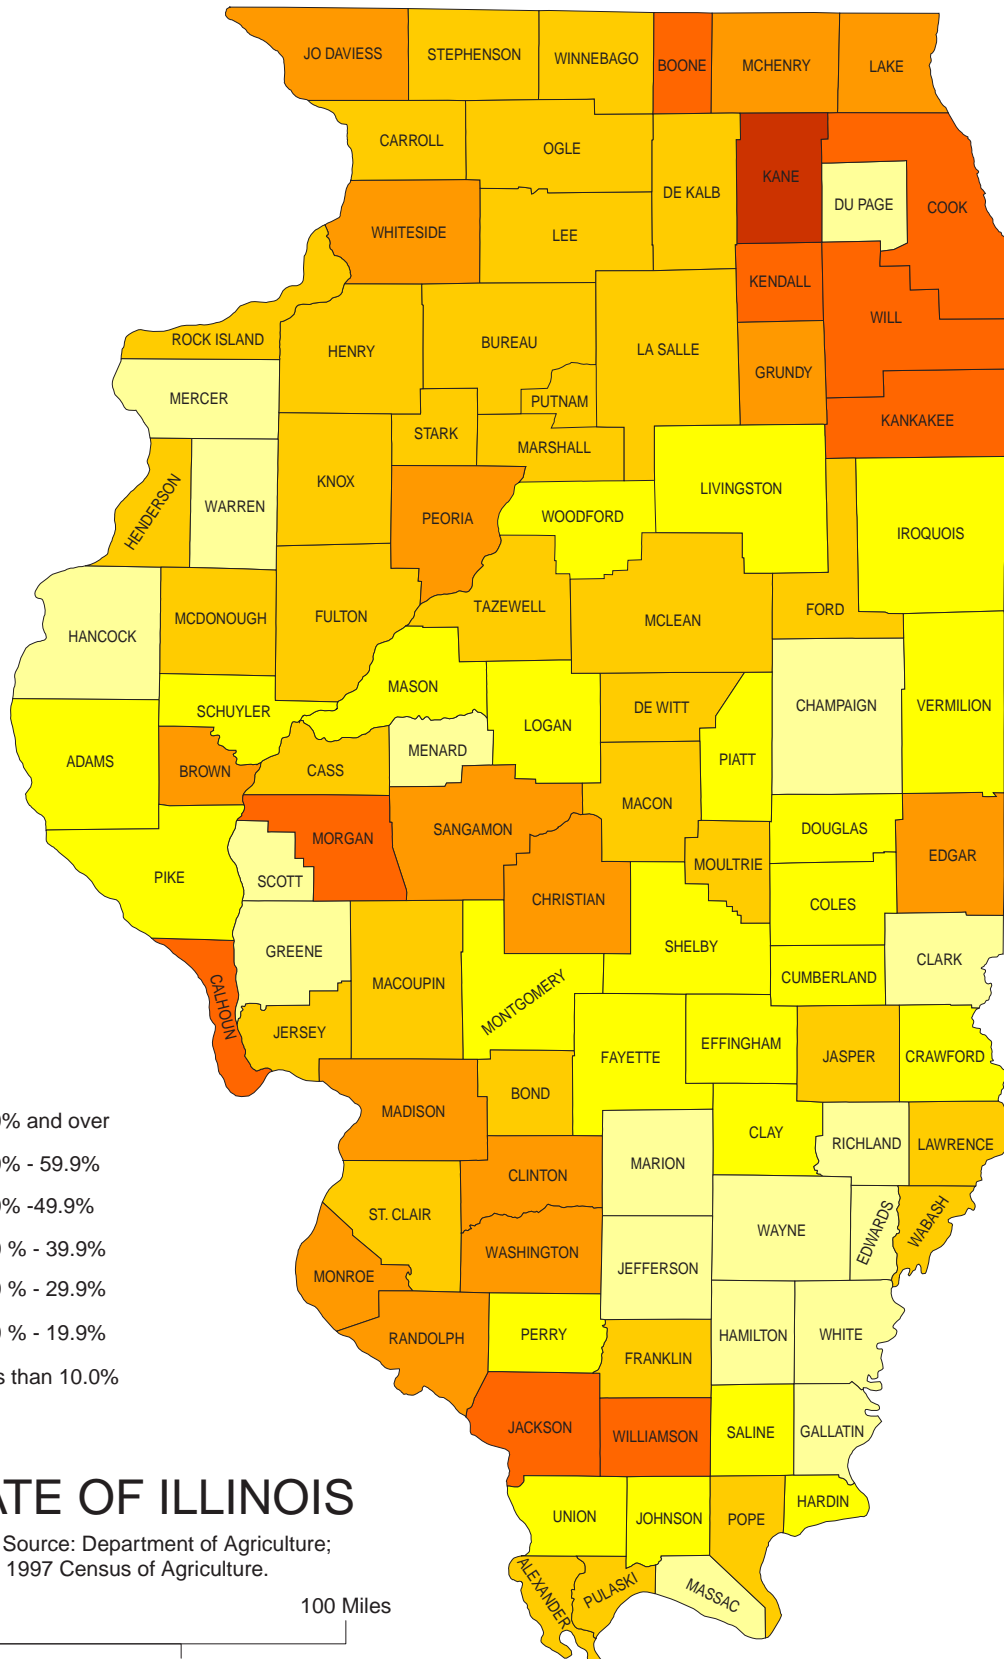 JO DAVIESS
STEPHENSON
WINNEBAGO
BOONE
MCHENRY
LAKE
CARROLL
OGLE
DE KALB
KANE
DU PAGE
COOK
WHITESIDE
LEE
KENDALL
WILL
ROCK ISLAND
HENRY
BUREAU
LA SALLE
GRUNDY
MERCER
PUTNAM
KANKAKEE
STARK
MARSHALL
HENDERSON
WARREN
KNOX
PEORIA
WOODFORD
LIVINGSTON
IROQUOIS
HANCOCK
MCDONOUGH
FULTON
TAZEWELL
MCLEAN
FORD
SCHUYLER
MASON
LOGAN
DE WITT
CHAMPAIGN
VERMILION
ADAMS
BROWN
CASS
MENARD
PIATT
MACON
MORGAN
SANGAMON
DOUGLAS
EDGAR
PIKE
SCOTT
CHRISTIAN
MOULTRIE
COLES
GREENE
SHELBY
CLARK
CALHOUN
MACOUPIN
MONTGOMERY
CUMBERLAND
JERSEY
FAYETTE
EFFINGHAM
JASPER
CRAWFORD
MADISON
BOND
CLAY
RICHLAND
LAWRENCE
MARION
CLINTON
ST. CLAIR
WAYNE
EDWARDS
WABASH
WASHINGTON
JEFFERSON
MONROE
RANDOLPH
PERRY
FRANKLIN
HAMILTON
WHITE
JACKSON
WILLIAMSON
SALINE
GALLATIN
UNION
JOHNSON
POPE
HARDIN
ALEXANDER
PULASKI
MASSAC
% and over
% - 59.9%
% -49.9%
% - 39.9%
% - 29.9%
% - 19.9%
than 10.0%
OF ILLINOIS
Source: Department of Agriculture;
1997 Census of Agriculture.
100 Miles